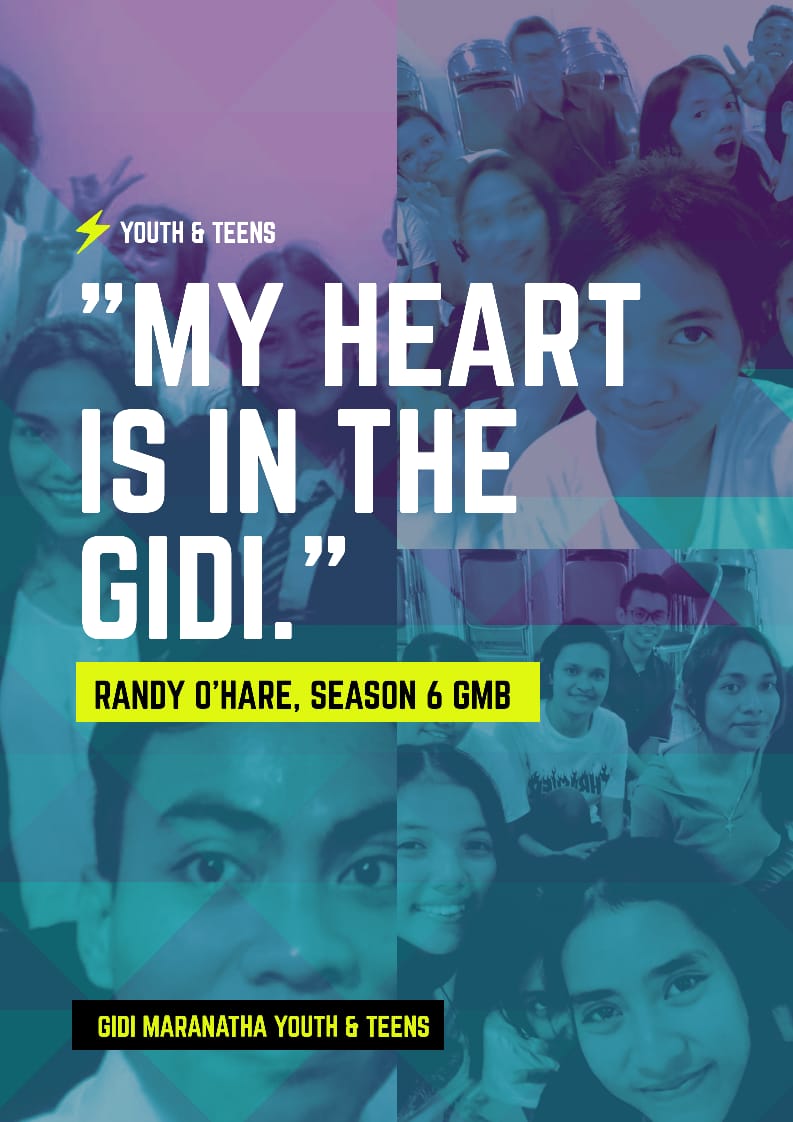 YOUTH & TEENS
"MY HEART
IS IN THE
GIDI."
RANDY O'HARE, SEASON 6 GMB
GIDI MARANATHA YOUTH & TEENS